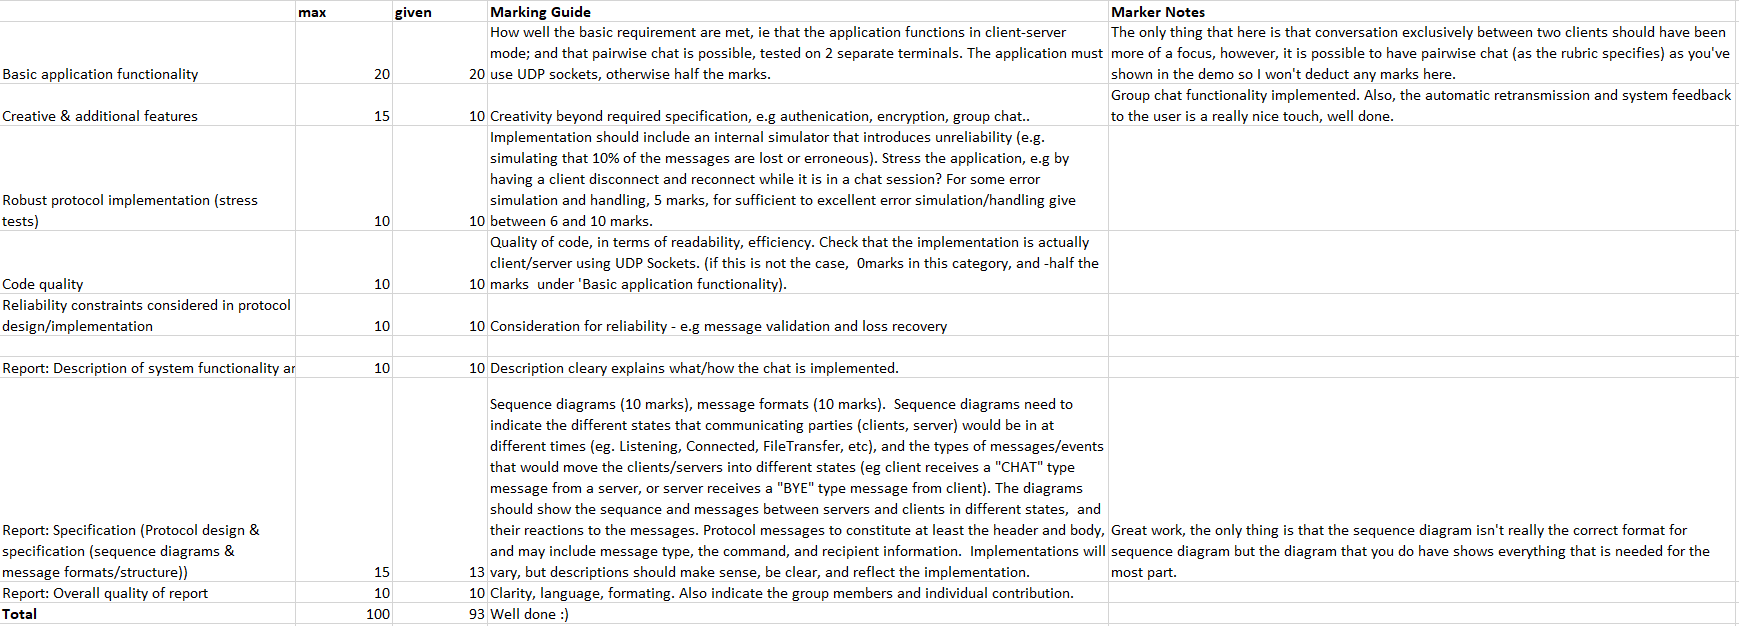 max given Marking Guide Marker Notes
How well the basic requirement are met, ie that the application functions in client-server
mode; and that pairwise chat is possible, tested on 2 separate terminals. The application must
Basic application functionality 20 20 use UDP sockets, otherwise half the marks.
The only thing that here is that conversation exclusively between two clients should have been
more of a focus, however, it is possible to have pairwise chat (as the rubric specifies) as you've
shown in the demo so I won't deduct any marks here.
Creative & additional features 15 10 Creativity beyond required specification, e.g authenication, encryption, group chat..
Group chat functionality implemented. Also, the automatic retransmission and system feedback
to the user is a really nice touch, well done.
Robust protocol implementation (stress
tests) 10 10
Implementation should include an internal simulator that introduces unreliability (e.g.
simulating that 10% of the messages are lost or erroneous). Stress the application, e.g by
having a client disconnect and reconnect while it is in a chat session? For some error
simulation and handling, 5 marks, for sufficient to excellent error simulation/handling give
between 6 and 10 marks.
Code quality 10 10
Quality of code, in terms of readability, efficiency. Check that the implementation is actually
client/server using UDP Sockets. (if this is not the case,  0marks in this category, and -half the
marks  under 'Basic application functionality).
Reliability constraints considered in protocol
design/implementation 10 10 Consideration for reliability - e.g message validation and loss recovery
Report: Description of system functionality ar 10 10 Description cleary explains what/how the chat is implemented.
Report: Specification (Protocol design &
specification (sequence diagrams &
message formats/structure)) 15 13
Sequence diagrams (10 marks), message formats (10 marks).  Sequence diagrams need to
indicate the different states that communicating parties (clients, server) would be in at
different times (eg. Listening, Connected, FileTransfer, etc), and the types of messages/events
that would move the clients/servers into different states (eg client receives a "CHAT" type
message from a server, or server receives a "BYE" type message from client). The diagrams
should show the sequance and messages between servers and clients in different states,  and
their reactions to the messages. Protocol messages to constitute at least the header and body,
and may include message type, the command, and recipient information.  Implementations will
vary, but descriptions should make sense, be clear, and reflect the implementation.
Great work, the only thing is that the sequence diagram isn't really the correct format for
sequence diagram but the diagram that you do have shows everything that is needed for the
most part.
Report: Overall quality of report 10 10 Clarity, language, formating. Also indicate the group members and individual contribution.
Total 100 93 Well done :)